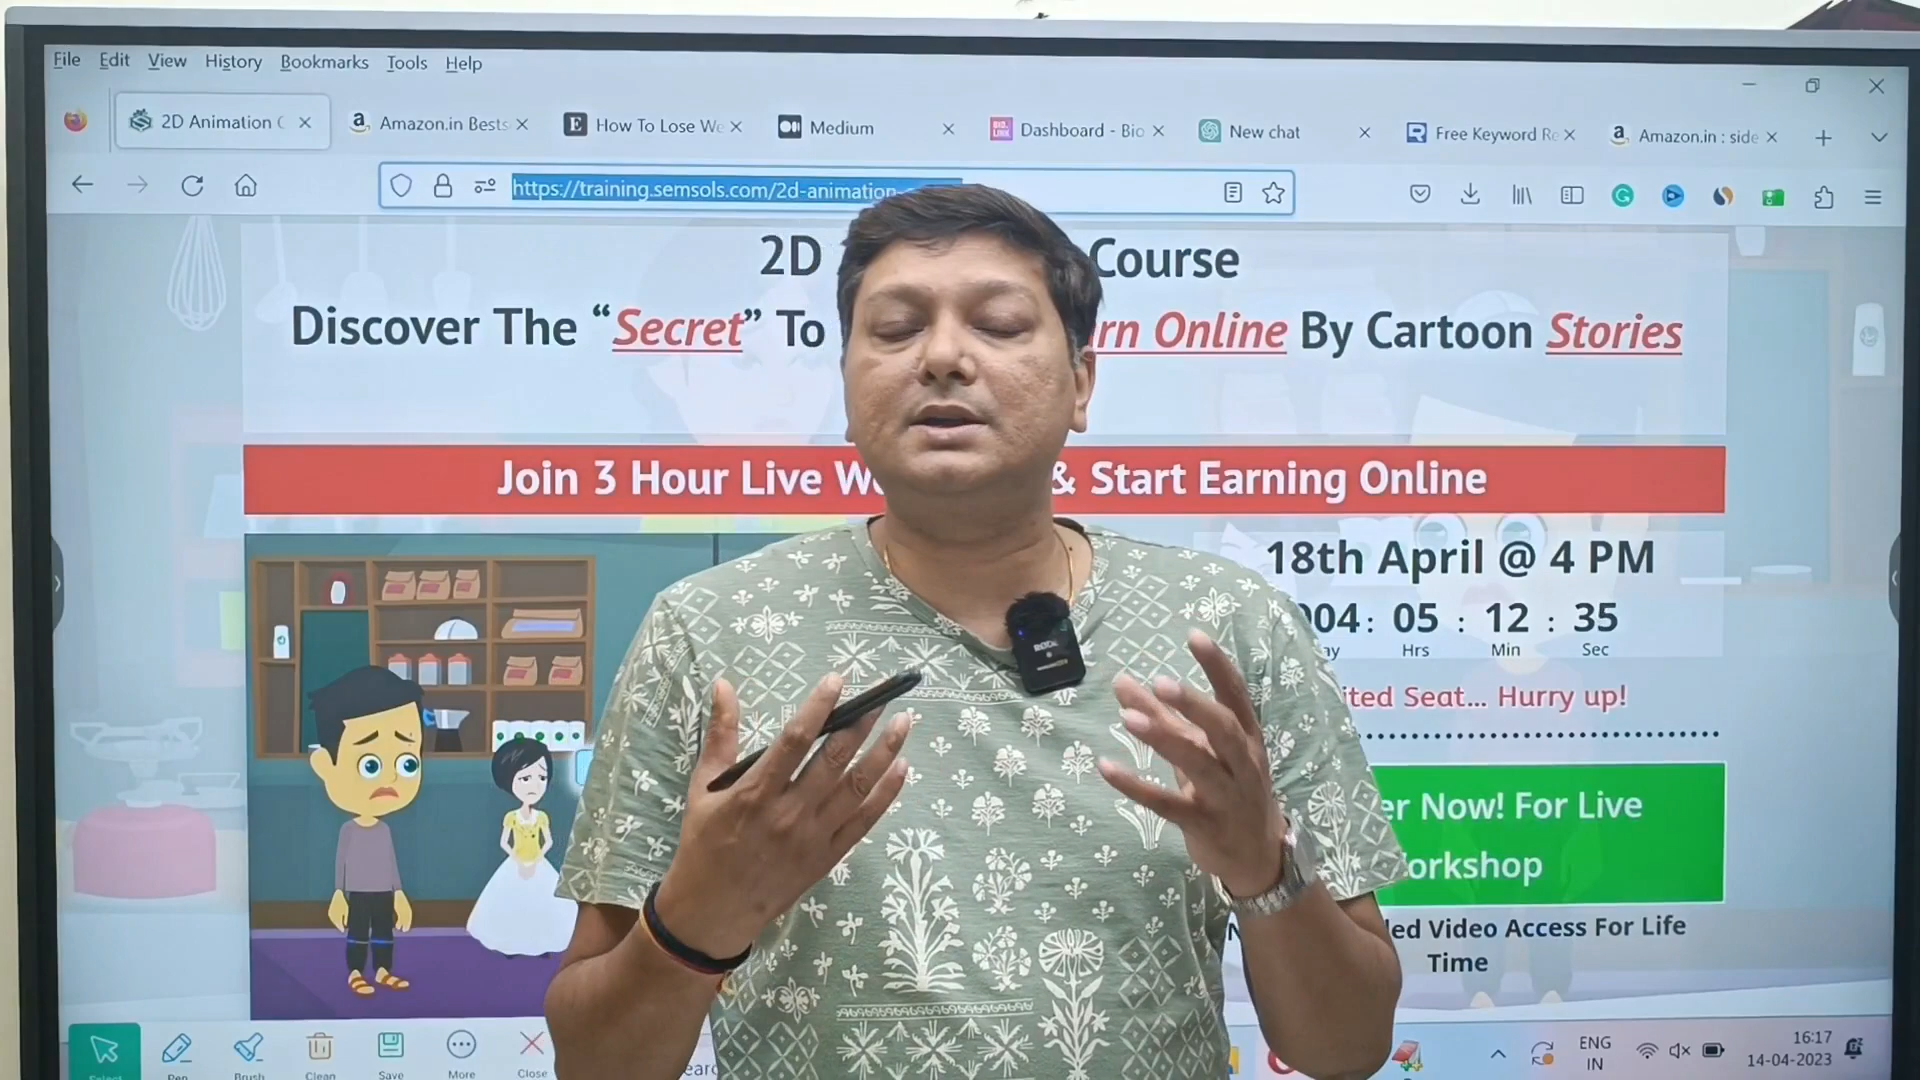 File Edit View History Bookmarks Tools Help
2D Animation C
Amazon.in Bests
How To Lose We
Medium
Dashboard - Bio
New chat
Free Keyword Re
Amazon.in : side
https://training.semsols.com/2d-animation-
2D Course
Discover The “Secret” To rn Online By Cartoon Stories
Join 3 Hour Live & Start Earning Online
18th April @ 4 PM
004 : 05 : 12 : 35
Hrs Min Sec
Seat... Hurry up!
Now! For Live
orkshop
Video Access For Life
Time
Select Pen Brush Clean Save More Close
ENG
IN
16:17
14-04-2023